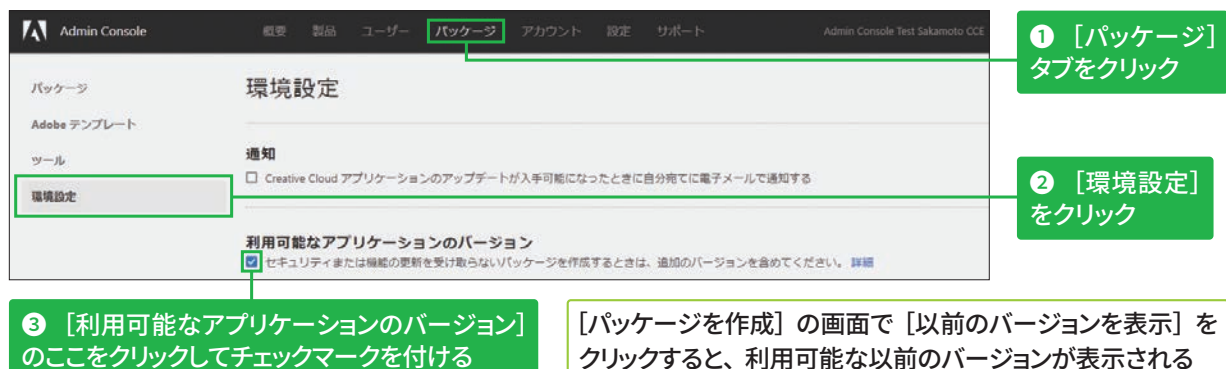 Admin Console 概要 製品 ユーザー パッケージ アカウント 設定 サポート Admin Console Test Sakamoto CCE
❶ [パッケージ]
タブをクリック
パッケージ
Adobe テンプレート
ツール
環境設定
環境設定
通知
Creative Cloud アプリケーションのアップデートが入手可能になったときに自分宛てに電子メールで通知する
❷ [環境設定]
をクリック
利用可能なアプリケーションのバージョン
セキュリティまたは機能の更新を受け取らないパッケージを作成するときは、追加のバージョンを含めてください。 詳細
❸ [利用可能なアプリケーションのバージョン]
のここをクリックしてチェックマークを付ける
[パッケージを作成] の画面で [以前のバージョンを表示] を
クリックすると、利用可能な以前のバージョンが表示される